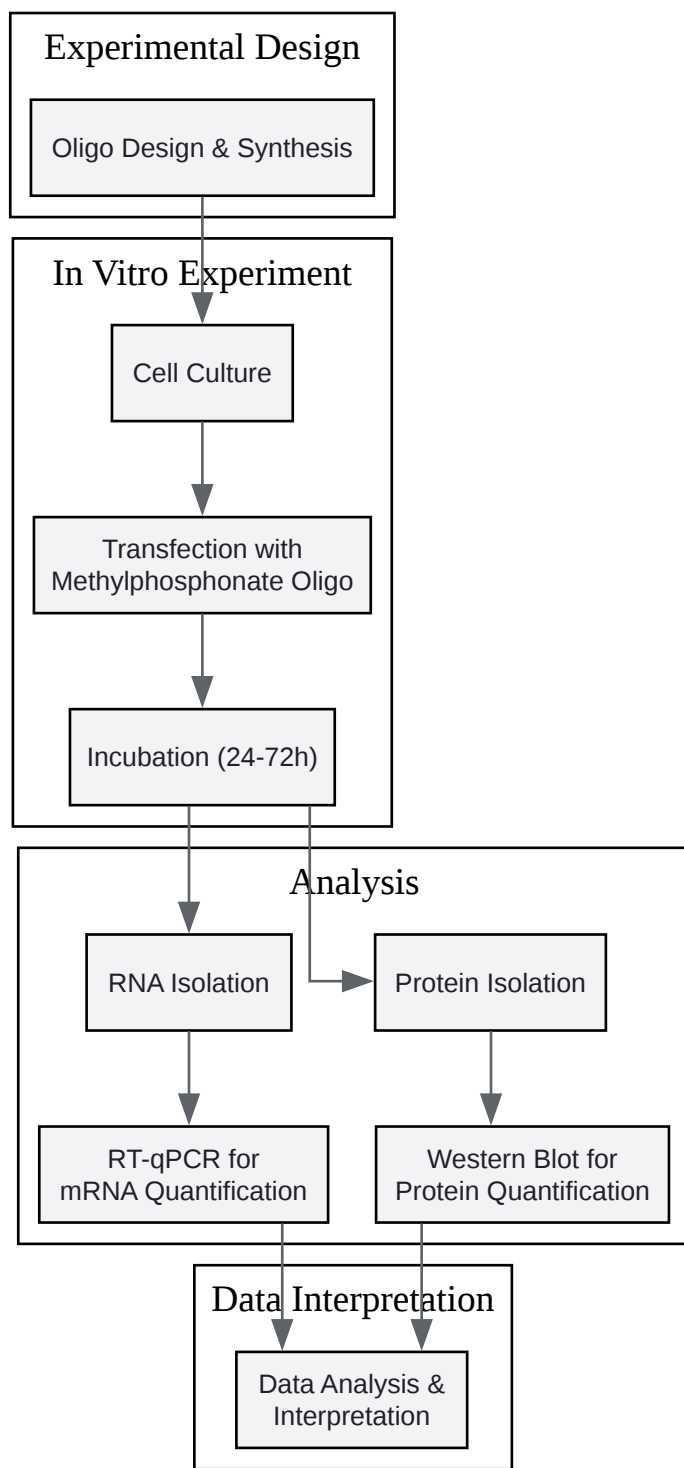 Experimental Design
Oligo Design & Synthesis
In Vitro Experiment
Cell Culture
Transfection with
Methylphosphonate Oligo
Incubation (24-72h)
Analysis
RNA Isolation
Protein Isolation
RT-qPCR for
mRNA Quantification
Western Blot for
Protein Quantification
Data Interpretation
Data Analysis &
Interpretation